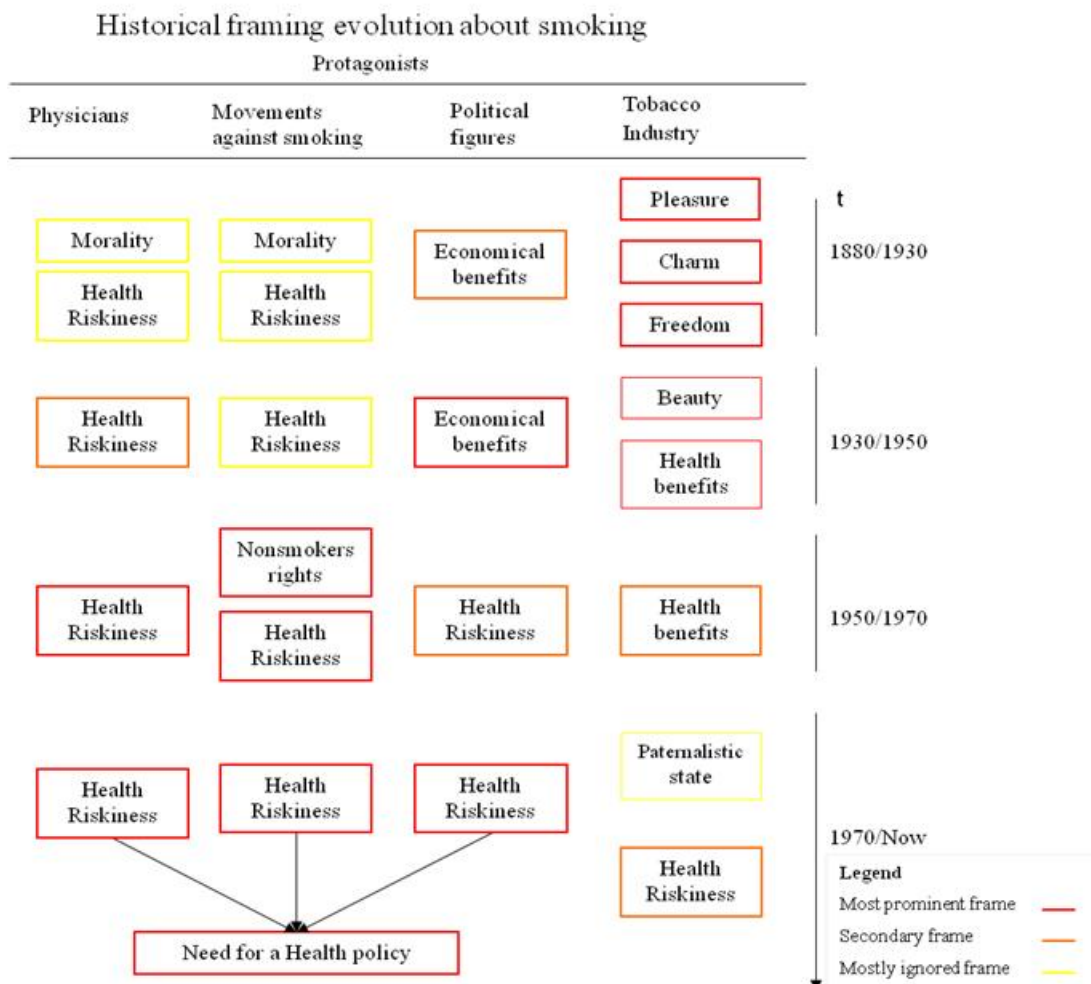 Historical framing evolution about smoking
Protagonists
Physicians
Movements
against smoking
Political
figures
Tobacco
Industry
t
Pleasure
Morality
Morality
Economical
benefits
Charm
1880/1930
Health
Riskiness
Health
Riskiness
Freedom
Health
Riskiness
Health
Riskiness
Economical
benefits
Beauty
1930/1950
Health
benefits
Nonsmokers
rights
Health
Riskiness
Health
Riskiness
Health
Riskiness
Health
benefits
1950/1970
Paternalistic
state
Health
Riskiness
Health
Riskiness
Health
Riskiness
1970/Now
Health
Riskiness
Need for a Health policy
Legend
Most prominent frame
Secondary frame
Mostly ignored frame